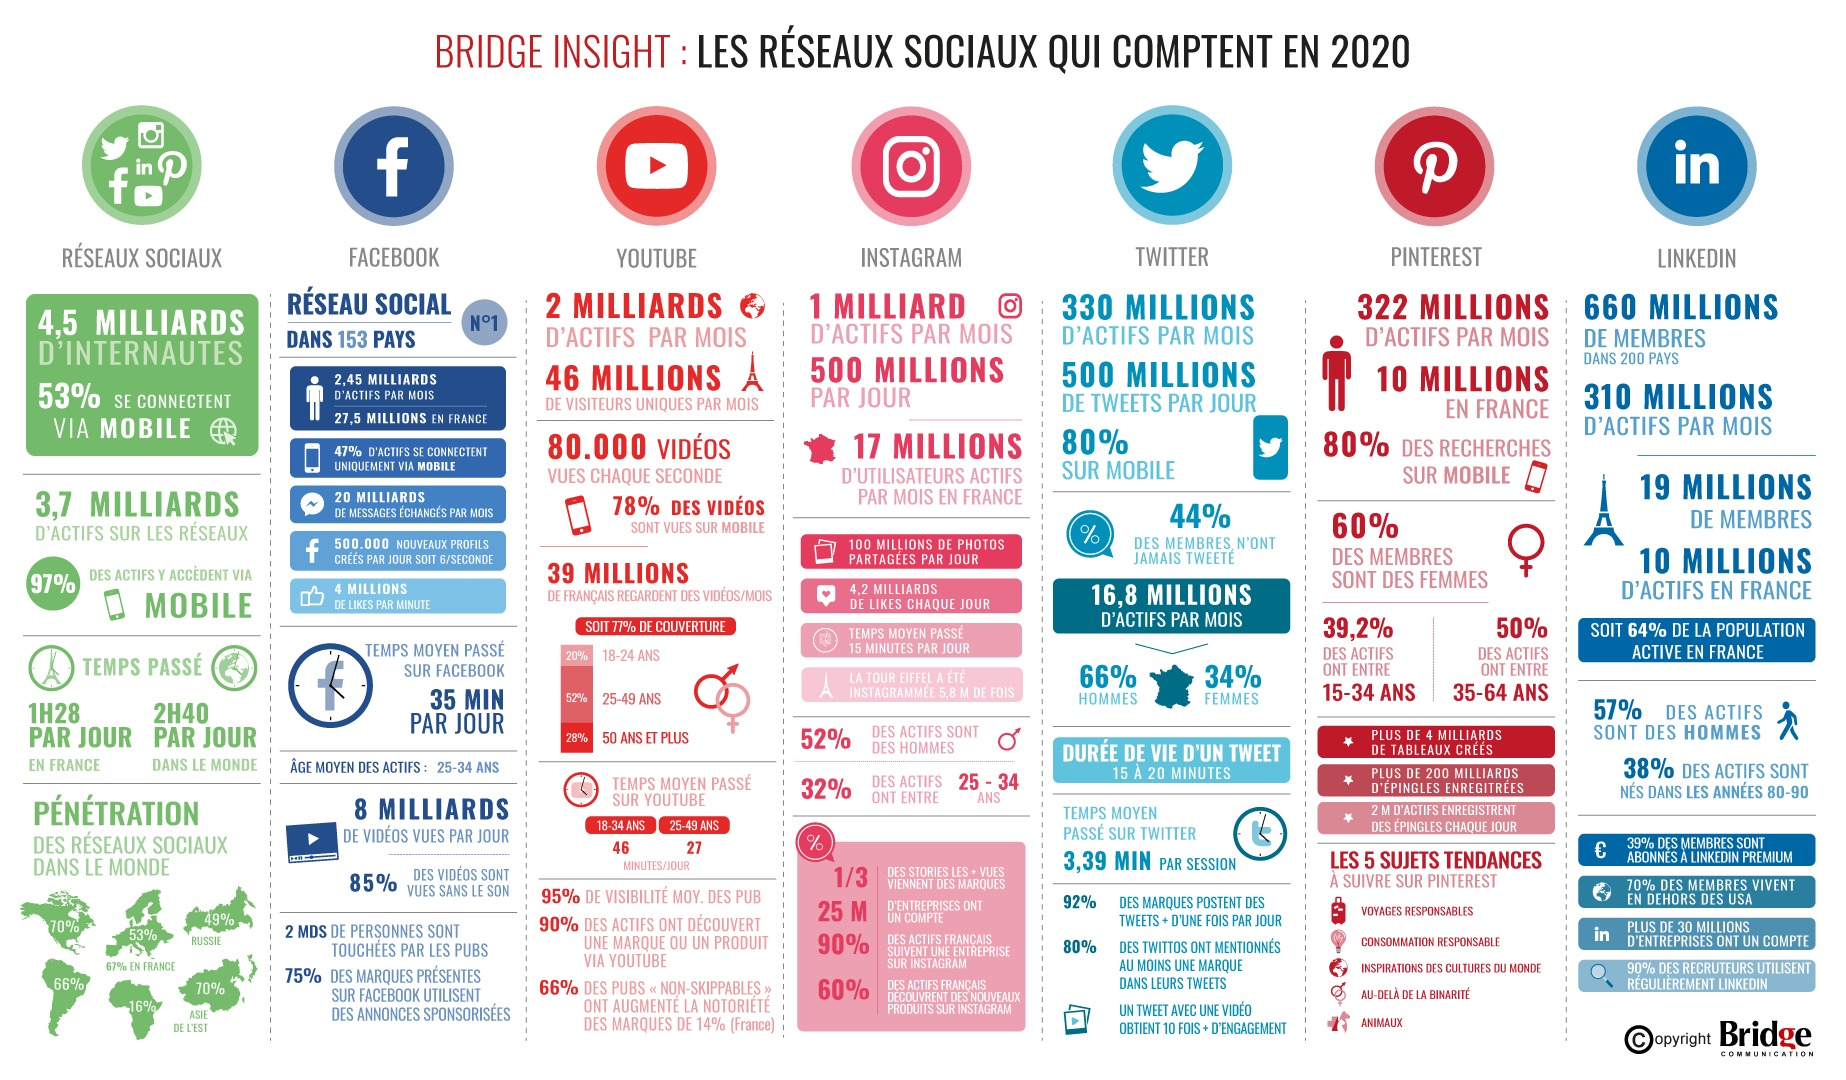 BRIDGE INSIGHT : LES RÉSEAUX SOCIAUX QUI COMPTENT EN 2020
RÉSEAUX SOCIAUX
4,5 MILLIARDS
D'INTERNAUTES
53% SE CONNECTENT
VIA MOBILE
3,7 MILLIARDS
D'ACTIFS SUR LES RÉSEAUX
97% DES ACTIFS Y ACCÈDENT VIA
MOBILE
TEMPS PASSÉ
1H28
PAR JOUR
EN FRANCE
2H40
PAR JOUR
DANS LE MONDE
PÉNÉTRATION
DES RÉSEAUX SOCIAUX
DANS LE MONDE
70%
53%
67% EN FRANCE
49%
RUSSIE
66%
16%
70%
ASIE
DE L'EST
FACEBOOK
RÉSEAU SOCIAL
N°1
DANS 153 PAYS
2,45 MILLIARDS
D'ACTIFS PAR MOIS
27,5 MILLIONS EN FRANCE
47% D'ACTIFS SE CONNECTENT
UNIQUEMENT VIA MOBILE
20 MILLIARDS
DE MESSAGES ÉCHANGÉS PAR MOIS
500.000 NOUVEAUX PROFILS
CRÉÉS PAR JOUR SOIT 6/SECONDE
4 MILLIONS
DE LIKES PAR MINUTE
TEMPS MOYEN PASSÉ
SUR FACEBOOK
35 MIN
PAR JOUR
ÂGE MOYEN DES ACTIFS : 25-34 ANS
8 MILLIARDS
DE VIDÉOS VUES PAR JOUR
85% DES VIDÉOS SONT
VUES SANS LE SON
2 MDS DE PERSONNES SONT
TOUCHÉES PAR LES PUBS
75% DES MARQUES PRÉSENTES
SUR FACEBOOK UTILISENT
DES ANNONCES SPONSORISÉES
YOUTUBE
2 MILLIARDS
D'ACTIFS PAR MOIS
46 MILLIONS
DE VISITEURS UNIQUES PAR MOIS
80.000 VIDÉOS
VUES CHAQUE SECONDE
78% DES VIDÉOS
SONT VUES SUR MOBILE
39 MILLIONS
DE FRANÇAIS REGARDENT DES VIDÉOS/MOIS
SOIT 77% DE COUVERTURE
20% 18-24 ANS
52% 25-49 ANS
28% 50 ANS ET PLUS
TEMPS MOYEN PASSÉ
SUR YOUTUBE
18-34 ANS 25-49 ANS
46 27
MINUTES/JOUR
95% DE VISIBILITÉ MOY. DES PUB
90% DES ACTIFS ONT DÉCOUVERT
UNE MARQUE OU UN PRODUIT
VIA YOUTUBE
66% DES PUBS « NON-SKIPPABLES »
ONT AUGMENTÉ LA NOTORIÉTÉ
DES MARQUES DE 14% (France)
INSTAGRAM
1 MILLIARD
D'ACTIFS PAR MOIS
500 MILLIONS
PAR JOUR
17 MILLIONS
D'UTILISATEURS ACTIFS
PAR MOIS EN FRANCE
100 MILLIONS DE PHOTOS
PARTAGÉES PAR JOUR
4,2 MILLIARDS
DE LIKES CHAQUE JOUR
TEMPS MOYEN PASSÉ
15 MINUTES PAR JOUR
LA TOUR EIFFEL A ÉTÉ
INSTAGRAMMÉE 5,8 M DE FOIS
52% DES ACTIFS SONT
DES HOMMES
32% DES ACTIFS
ONT ENTRE
25 - 34
ANS
%
1/3 DES STORIES LES + VUES
VIENNENT DES MARQUES
25 M D'ENTREPRISES ONT
UN COMPTE
90% DES ACTIFS FRANÇAIS
SUIVENT UNE ENTREPRISE
SUR INSTAGRAM
60% DES ACTIFS FRANÇAIS
DÉCOUVRENT DES NOUVEAUX
PRODUITS SUR INSTAGRAM
TWITTER
330 MILLIONS
D'ACTIFS PAR MOIS
500 MILLIONS
DE TWEETS PAR JOUR
80%
SUR MOBILE
%
44%
DES MEMBRES N'ONT
JAMAIS TWEETÉ
16,8 MILLIONS
D'ACTIFS PAR MOIS
66%
HOMMES
34%
FEMMES
DURÉE DE VIE D'UN TWEET
15 À 20 MINUTES
TEMPS MOYEN
PASSÉ SUR TWITTER
3,39 MIN PAR SESSION
92% DES MARQUES POSTENT DES
TWEETS + D'UNE FOIS PAR JOUR
80% DES TWITTOS ONT MENTIONNÉS
AU MOINS UNE MARQUE
DANS LEURS TWEETS
UN TWEET AVEC UNE VIDÉO
OBTIENT 10 FOIS + D'ENGAGEMENT
PINTEREST
322 MILLIONS
D'ACTIFS PAR MOIS
10 MILLIONS
EN FRANCE
80% DES RECHERCHES
SUR MOBILE
60%
DES MEMBRES
SONT DES FEMMES
39,2%
DES ACTIFS
ONT ENTRE
15-34 ANS
50%
DES ACTIFS
ONT ENTRE
35-64 ANS
PLUS DE 4 MILLIARDS
DE TABLEAUX CRÉÉS
PLUS DE 200 MILLIARDS
D'ÉPINGLES ENREGITRÉES
2 M D'ACTIFS ENREGISTRENT
DES ÉPINGLES CHAQUE JOUR
LES 5 SUJETS TENDANCES
À SUIVRE SUR PINTEREST
VOYAGES RESPONSABLES
CONSOMMATION RESPONSABLE
INSPIRATIONS DES CULTURES DU MONDE
AU-DELÀ DE LA BINARITÉ
ANIMAUX
LINKEDIN
660 MILLIONS
DE MEMBRES
DANS 200 PAYS
310 MILLIONS
D'ACTIFS PAR MOIS
19 MILLIONS
DE MEMBRES
10 MILLIONS
D'ACTIFS EN FRANCE
SOIT 64% DE LA POPULATION
ACTIVE EN FRANCE
57% DES ACTIFS
SONT DES HOMMES
38% DES ACTIFS SONT
NÉS DANS LES ANNÉES 80-90
39% DES MEMBRES SONT
ABONNÉS À LINKEDIN PREMIUM
70% DES MEMBRES VIVENT
EN DEHORS DES USA
PLUS DE 30 MILLIONS
D'ENTREPRISES ONT UN COMPTE
90% DES RECRUTEURS UTILISENT
RÉGULIÈREMENT LINKEDIN
©opyright Bridge
COMMUNICATION